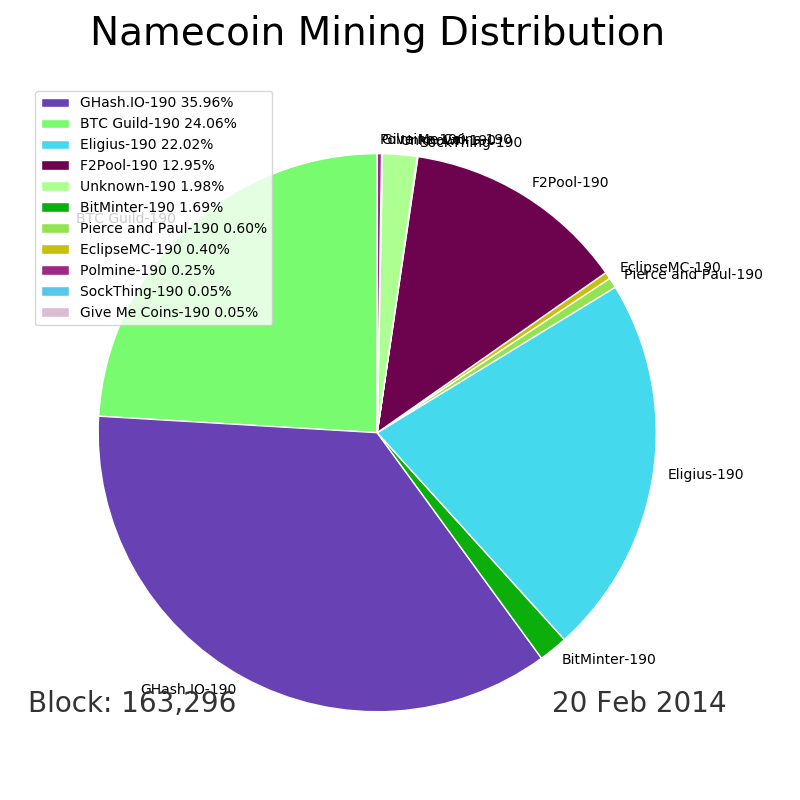 Namecoin Mining Distribution
GHash.IO-190 35.96%
BTC Guild-190 24.06%
Eligius-190 22.02%
F2Pool-190 12.95%
Unknown-190 1.98%
BitMinter-190 1.69%
Pierce and Paul-190 0.60%
EclipseMC-190 0.40%
Polmine-190 0.25%
SockThing-190 0.05%
Give Me Coins-190 0.05%
SockThing-190
F2Pool-190
BTC Guild-190
EclipseMC-190
Pierce and Paul-190
Eligius-190
BitMinter-190
GHash.IO-190
Block: 163,296
20 Feb 2014